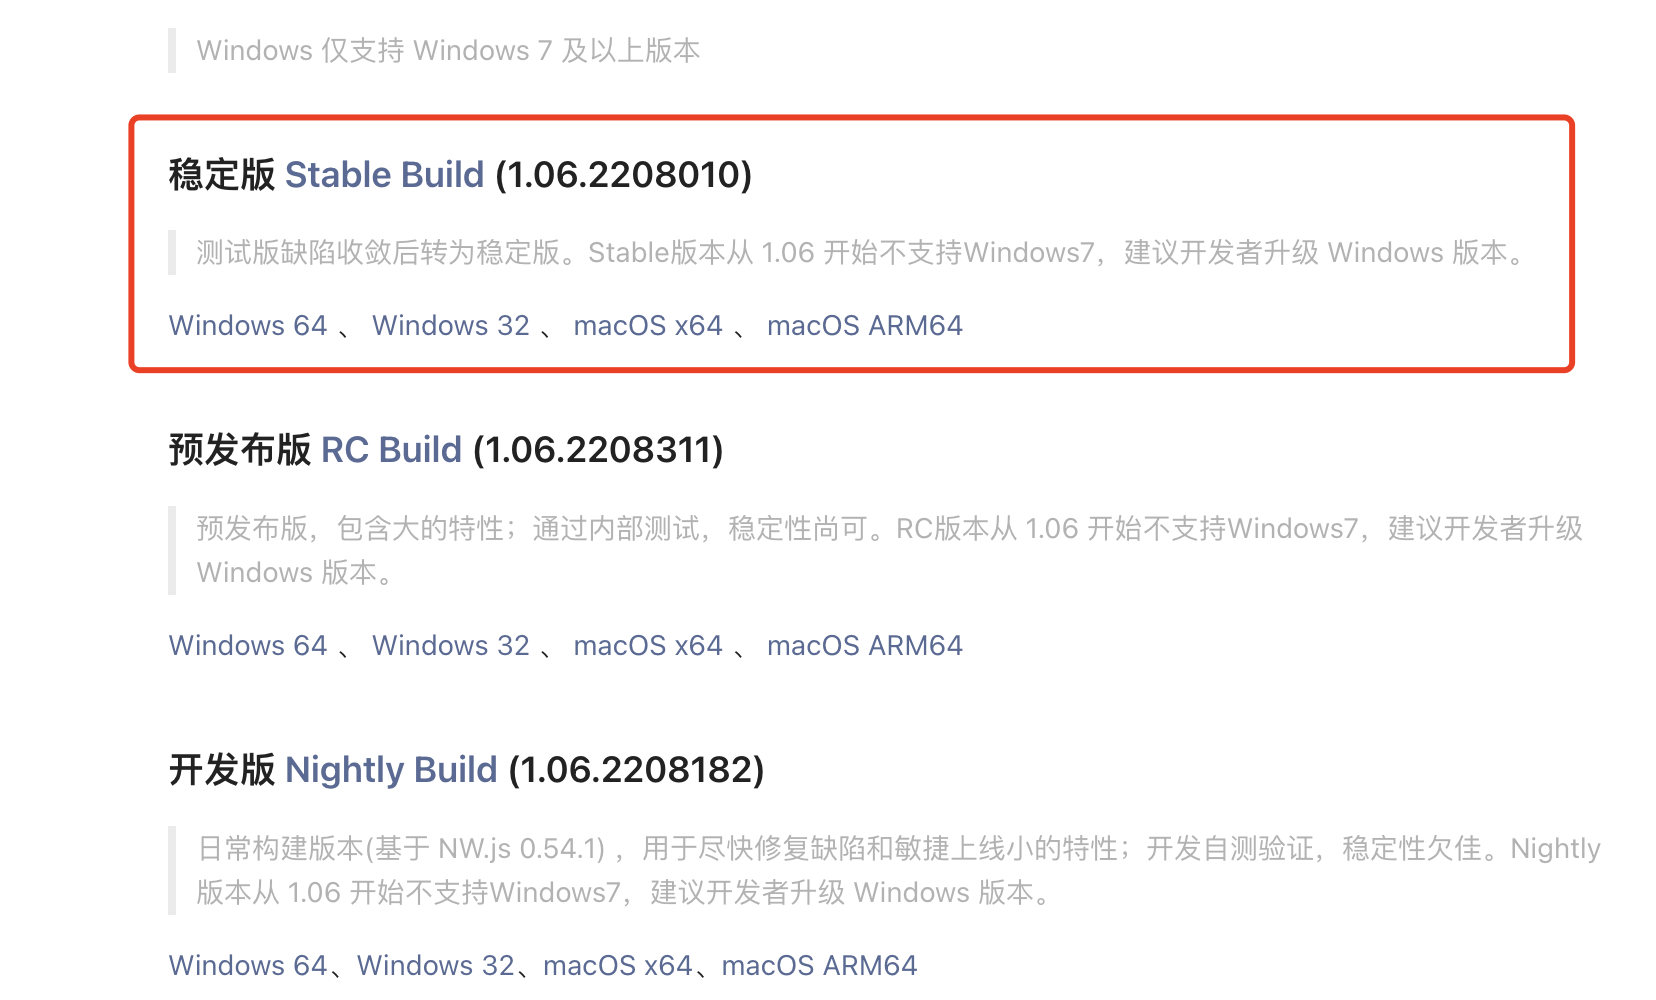 Windows 仅支持 Windows 7 及以上版本
稳定版 Stable Build (1.06.2208010)
测试版缺陷收敛后转为稳定版。Stable版本从 1.06 开始不支持Windows7，建议开发者升级 Windows 版本。
Windows 64 、 Windows 32 、 macOS x64 、 macOS ARM64
预发布版 RC Build (1.06.2208311)
预发布版，包含大的特性；通过内部测试，稳定性尚可。RC版本从 1.06 开始不支持Windows7，建议开发者升级
Windows 版本。
Windows 64 、 Windows 32 、 macOS x64 、 macOS ARM64
开发版 Nightly Build (1.06.2208182)
日常构建版本(基于 NW.js 0.54.1) ，用于尽快修复缺陷和敏捷上线小的特性；开发自测验证，稳定性欠佳。Nightly
版本从 1.06 开始不支持Windows7，建议开发者升级 Windows 版本。
Windows 64、Windows 32、macOS x64、macOS ARM64